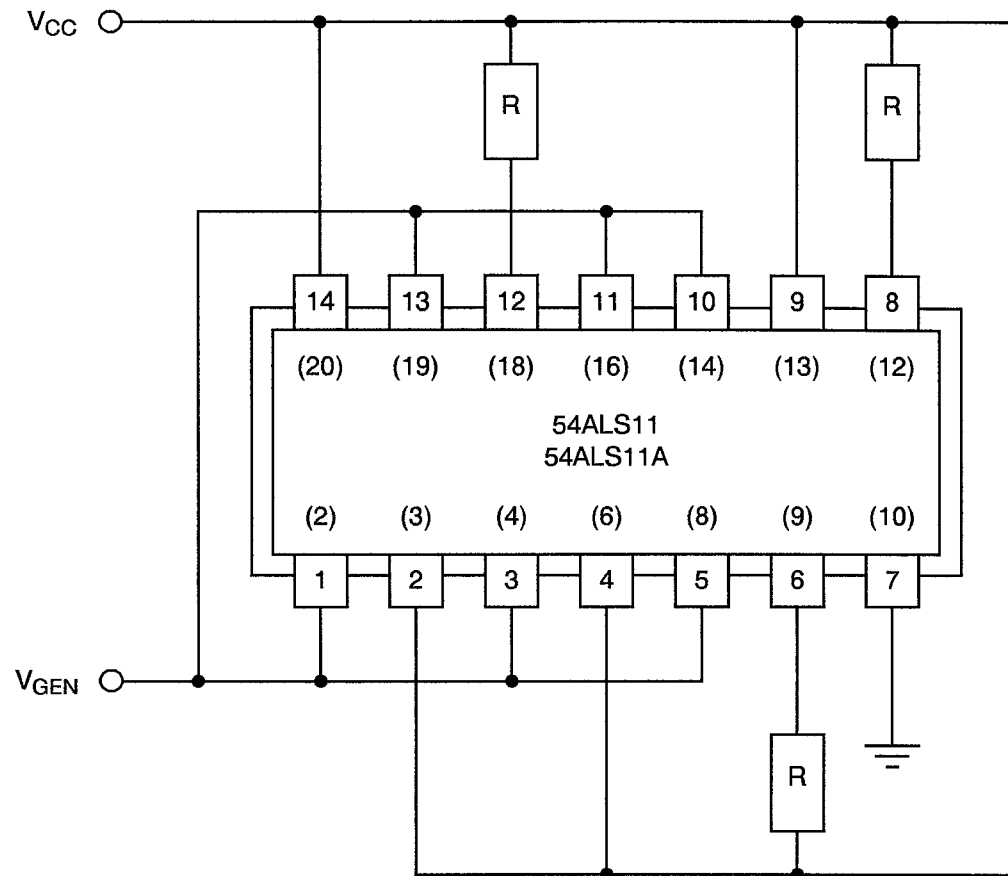 VCC
R R
14 13 12 11 10 9 8
(20) (19) (18) (16) (14) (13) (12)
54ALS11
54ALS11A
(2) (3) (4) (6) (8) (9) (10)
1 2 3 4 5 6 7
VGEN
R